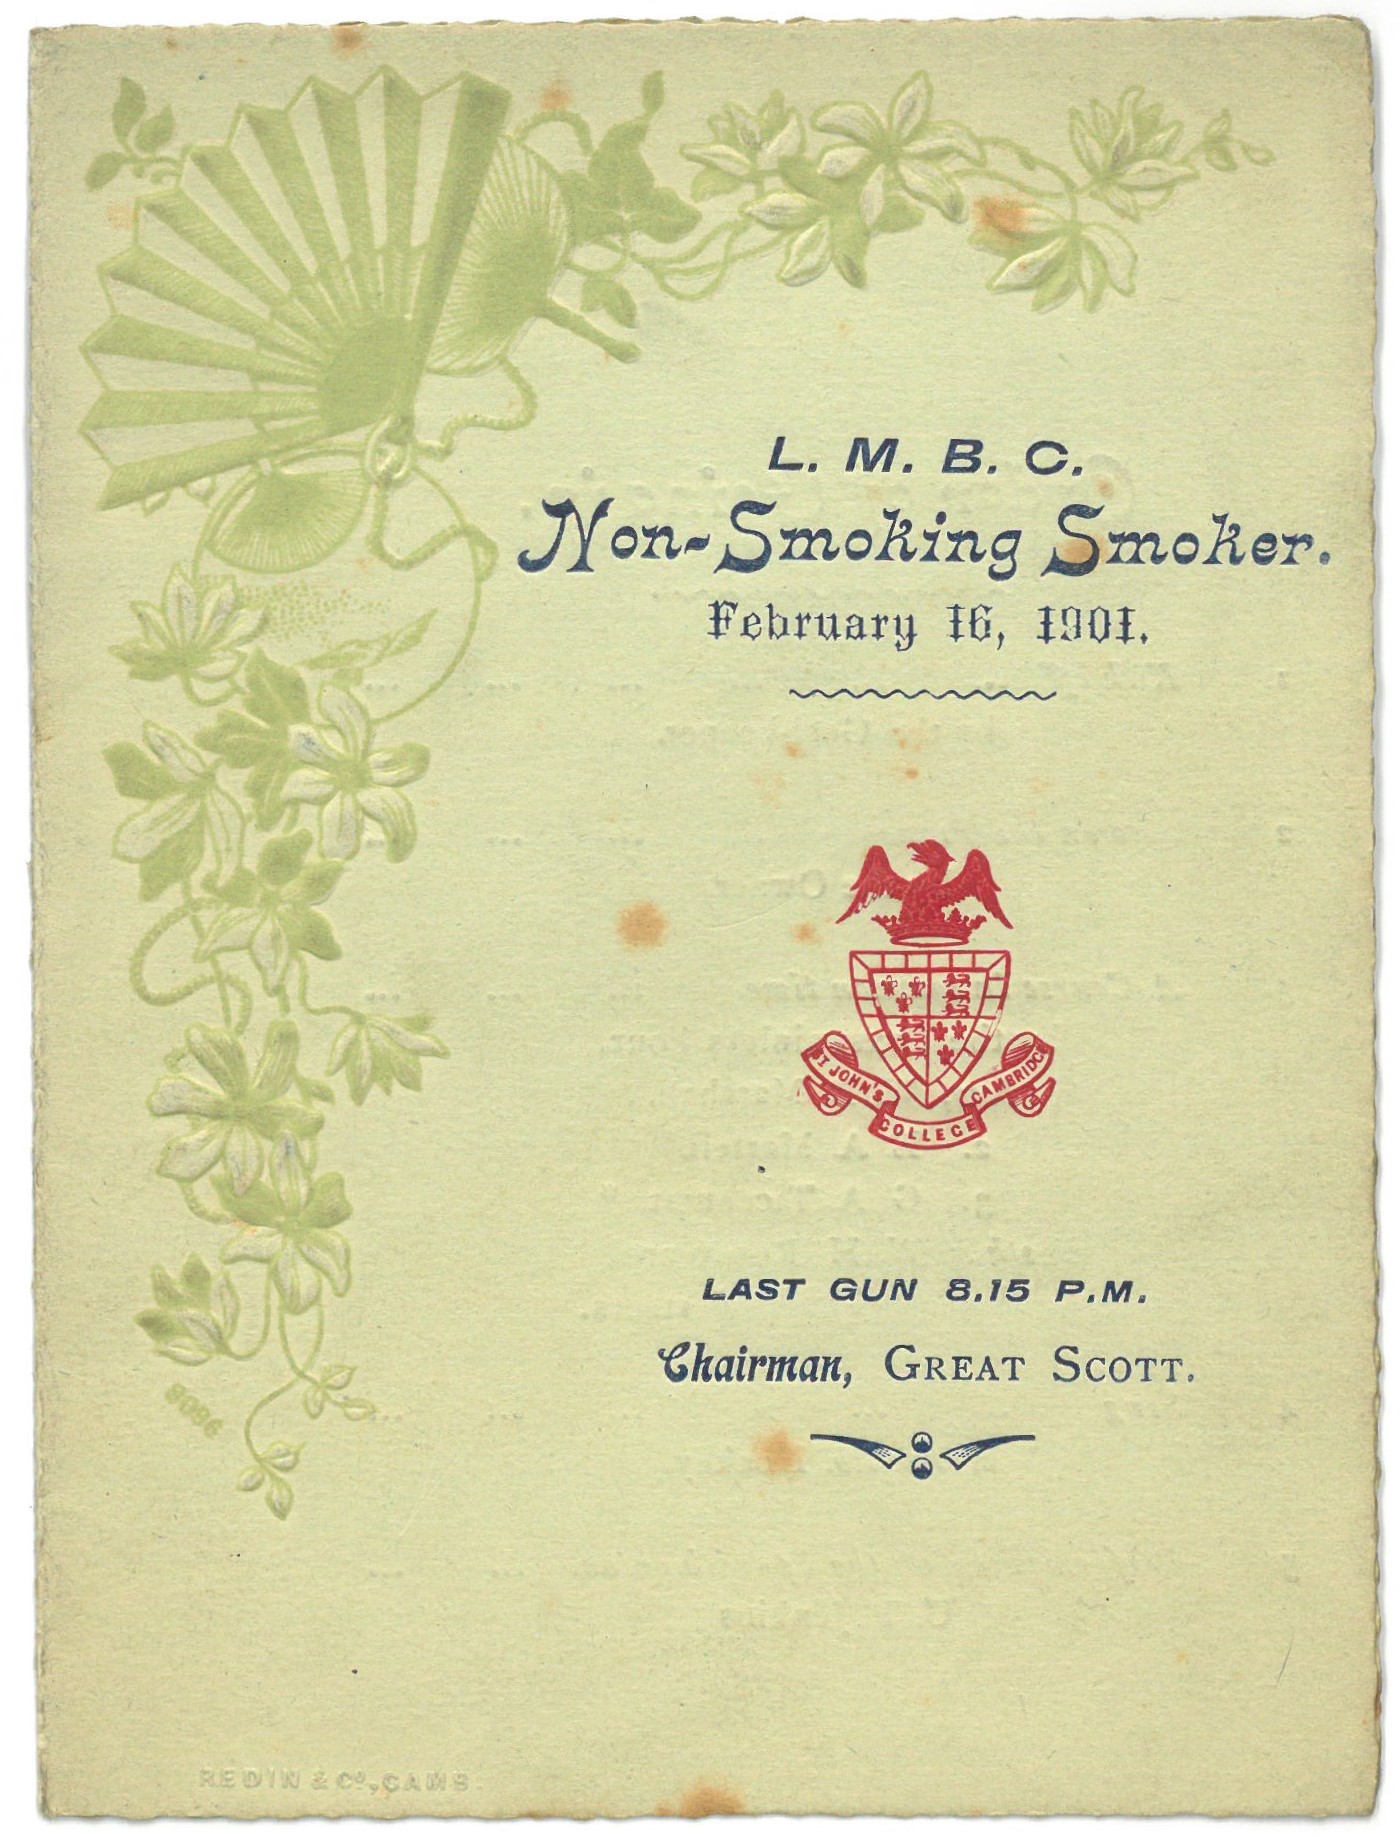 L. M. B. C.
Non-Smoking Smoker.
February 16, 1901.
ST JOHN'S COLLEGE CAMBRIDGE
LAST GUN 8.15 P.M.
Chairman, GREAT SCOTT.
8096
REDIN & Co., CAMB.